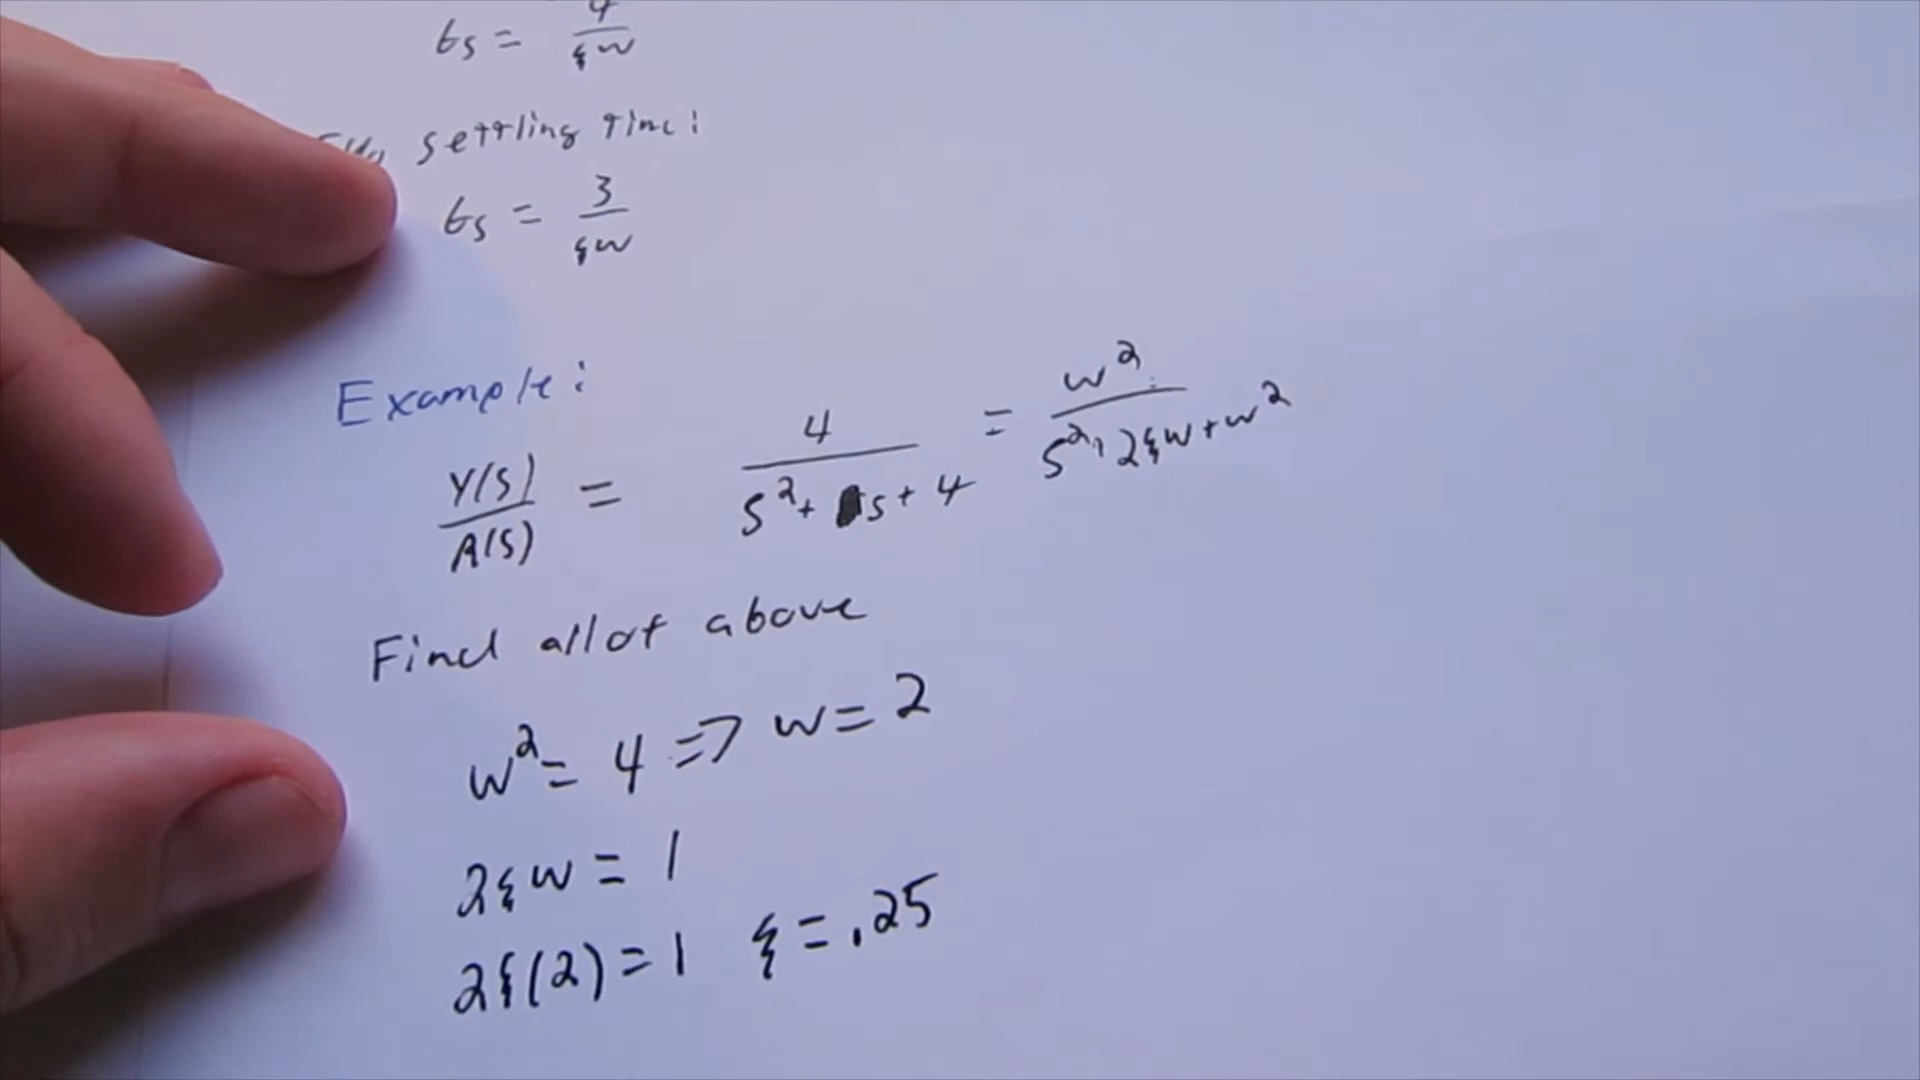 ts = 4/ξw
settling time:
ts = 3/ξw
Example:
Y(s)/R(s) = 4/(s²+ s+4) = w²/(s²+2ξw+w²)
Find all of above
w² = 4 => w = 2
2ξw = 1
2ξ(2) = 1 ξ = .25